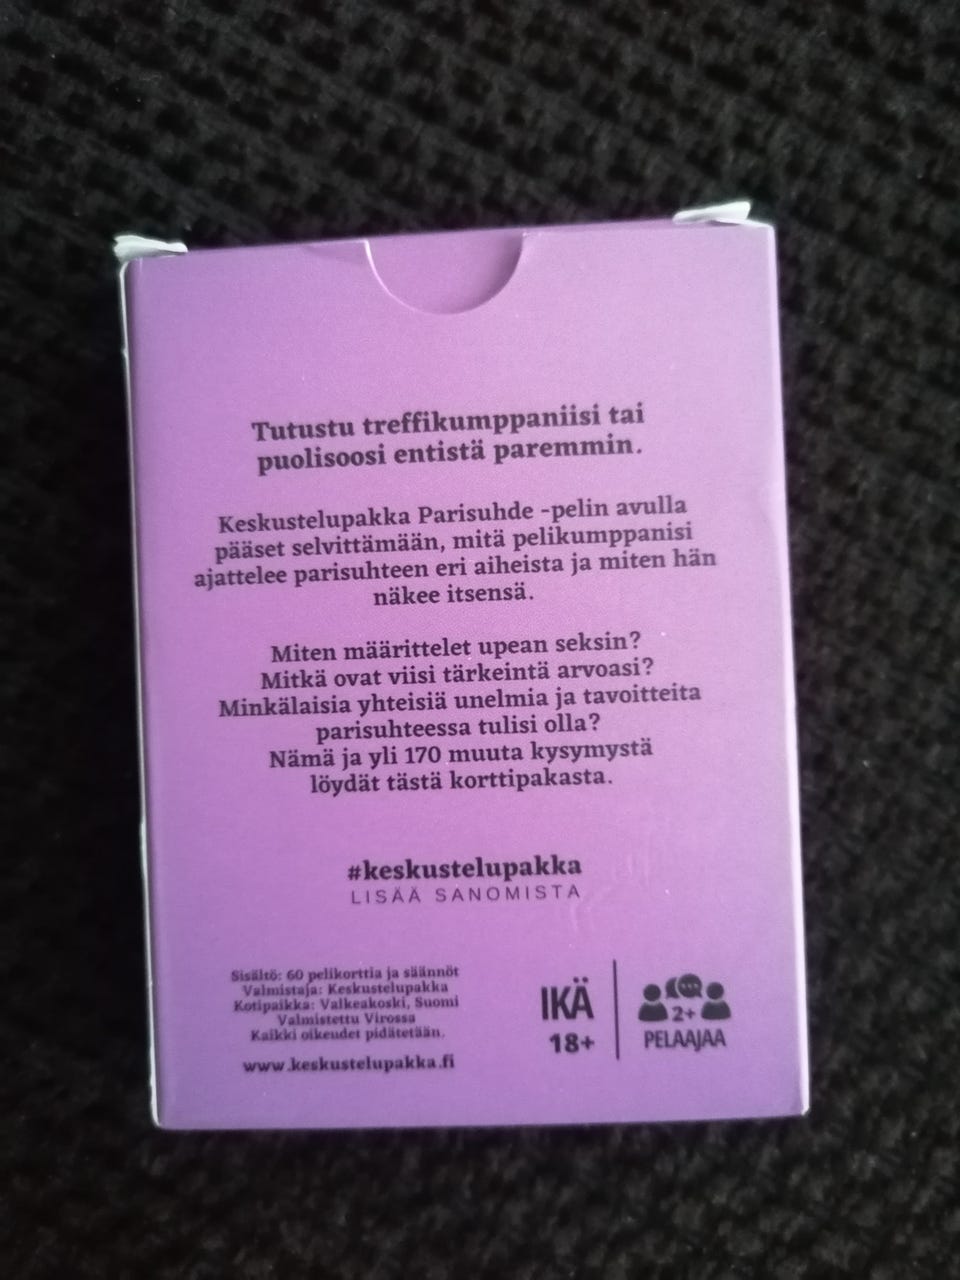 Tutustu treffikumppaniisi tai
puolisoosi entistä paremmin.
Keskustelupakka Parisuhde -pelin avulla
pääset selvittämään, mitä pelikumppanisi
ajattelee parisuhteen eri aiheista ja miten hän
näkee itsensä.
Miten määrittelet upean seksin?
Mitkä ovat viisi tärkeintä arvoasi?
Minkälaisia yhteisiä unelmia ja tavoitteita
parisuhteessa tulisi olla?
Nämä ja yli 170 muuta kysymystä
löydät tästä korttipakasta.
#keskustelupakka
LISÄÄ SANOMISTA
Sisältö: 60 pelikorttia ja säännöt
Valmistaja: Keskustelupakka
Kotipaikka: Valkeakoski, Suomi
Valmistettu Virossa
Kaikki oikeudet pidätetään.
www.keskustelupakka.fi
IKÄ
18+
2+
PELAAJAA